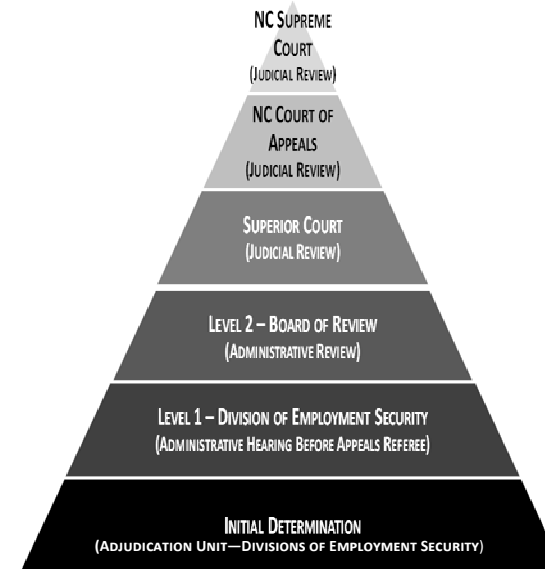 NC SUPREME
COURT
(JUDICIAL REVIEW)
NC COURT OF
APPEALS
(JUDICIAL REVIEW)
SUPERIOR COURT
(JUDICIAL REVIEW)
LEVEL 2 – BOARD OF REVIEW
(ADMINISTRATIVE REVIEW)
LEVEL 1 – DIVISION OF EMPLOYMENT SECURITY
(ADMINISTRATIVE HEARING BEFORE APPEALS REFEREE)
INITIAL DETERMINATION
(ADJUDICATION UNIT—DIVISIONS OF EMPLOYMENT SECURITY)